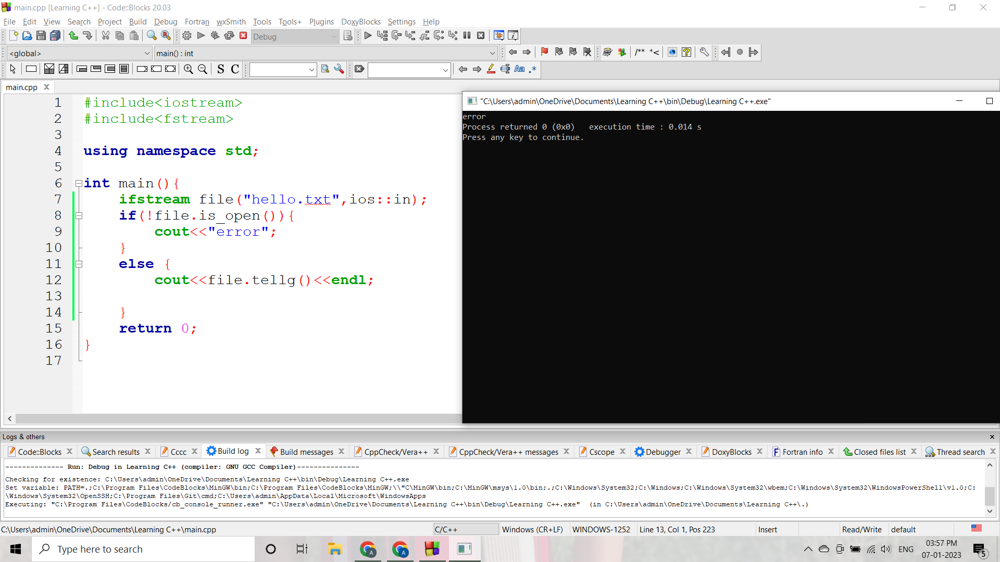 main.cpp [Learning C++] - Code::Blocks 20.03
File Edit View Search Project Build Debug Fortran wxSmith Tools Tools+ Plugins DoxyBlocks Settings Help
Debug
/** *<
<global> main() : int
S C Aa .*
main.cpp
1 #include<iostream>
2 #include<fstream>
3
4 using namespace std;
5
6 int main(){
7 ifstream file("hello.txt",ios::in);
8 if(!file.is_open()){
9 cout<<"error";
10 }
11 else {
12 cout<<file.tellg()<<endl;
13
14 }
15 return 0;
16 }
17
"C:\Users\admin\OneDrive\Documents\Learning C++\bin\Debug\Learning C++.exe"
error
Process returned 0 (0x0)   execution time : 0.014 s
Press any key to continue.
Logs & others
Code::Blocks Search results Cccc Build log Build messages CppCheck/Vera++ CppCheck/Vera++ messages Cscope Debugger DoxyBlocks Fortran info Closed files list Thread search
-------------- Run: Debug in Learning C++ (compiler: GNU GCC Compiler)---------------
Checking for existence: C:\Users\admin\OneDrive\Documents\Learning C++\bin\Debug\Learning C++.exe
Set variable: PATH=.;C:\Program Files\CodeBlocks\MinGW\bin;C:\Program Files\CodeBlocks\MinGW;\\"C\MinGW\bin;C:\MinGW\msys\1.0\bin;.;C:\Windows\System32;C:\Windows;C:\Windows\System32\wbem;C:\Windows\System32\WindowsPowerShell\v1.0;C:
\Windows\System32\OpenSSH;C:\Program Files\Git\cmd;C:\Users\admin\AppData\Local\Microsoft\WindowsApps
Executing: "C:\Program Files\CodeBlocks/cb_console_runner.exe" "C:\Users\admin\OneDrive\Documents\Learning C++\bin\Debug\Learning C++.exe"  (in C:\Users\admin\OneDrive\Documents\Learning C++\.)
C:\Users\admin\OneDrive\Documents\Learning C++\main.cpp C/C++ Windows (CR+LF) WINDOWS-1252 Line 13, Col 1, Pos 223 Insert Read/Write default
Type here to search
ENG
03:57 PM
07-01-2023
5